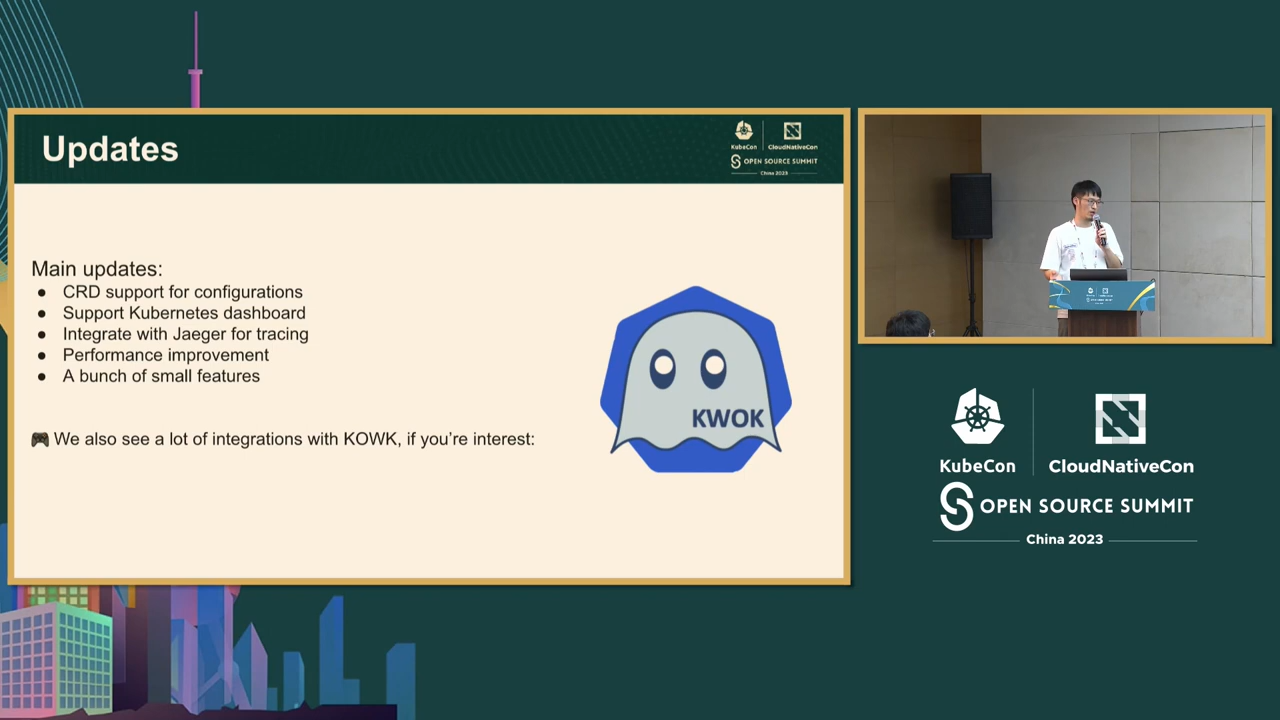 Updates
KubeCon
CloudNativeCon
OPEN SOURCE SUMMIT
China 2023
Main updates:
● CRD support for configurations
● Support Kubernetes dashboard
● Integrate with Jaeger for tracing
● Performance improvement
● A bunch of small features
🎮 We also see a lot of integrations with KOWK, if you're interest:
KWOK
KubeCon
CloudNativeCon
OPEN SOURCE SUMMIT
China 2023